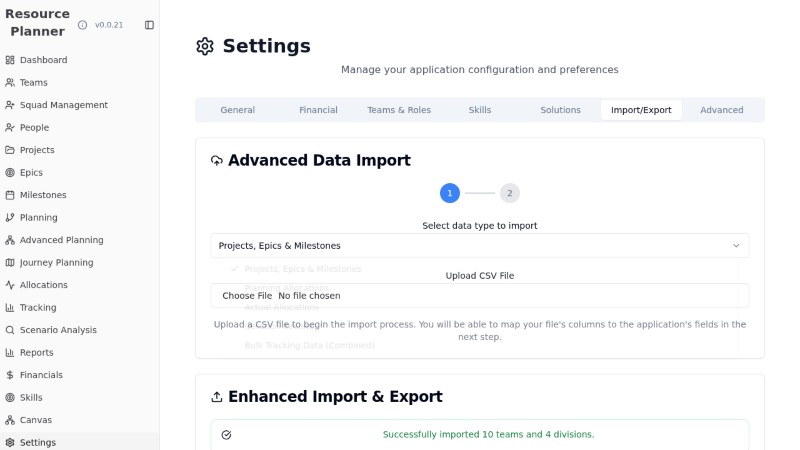 Resource
Planner
v0.0.21
Dashboard
Teams
Squad Management
People
Projects
Epics
Milestones
Planning
Advanced Planning
Journey Planning
Allocations
Tracking
Scenario Analysis
Reports
Financials
Skills
Canvas
Settings
Settings
Manage your application configuration and preferences
General Financial Teams & Roles Skills Solutions Import/Export Advanced
Advanced Data Import
1 2
Select data type to import
Projects, Epics & Milestones
Projects, Epics & Milestones
Upload CSV File
Planning Allocations
Choose File No file chosen
Actual Allocations
Upload a CSV file to begin the import process. You will be able to map your file's columns to the application's fields in the
next step.
Bulk Tracking Data (Combined)
Enhanced Import & Export
Successfully imported 10 teams and 4 divisions.